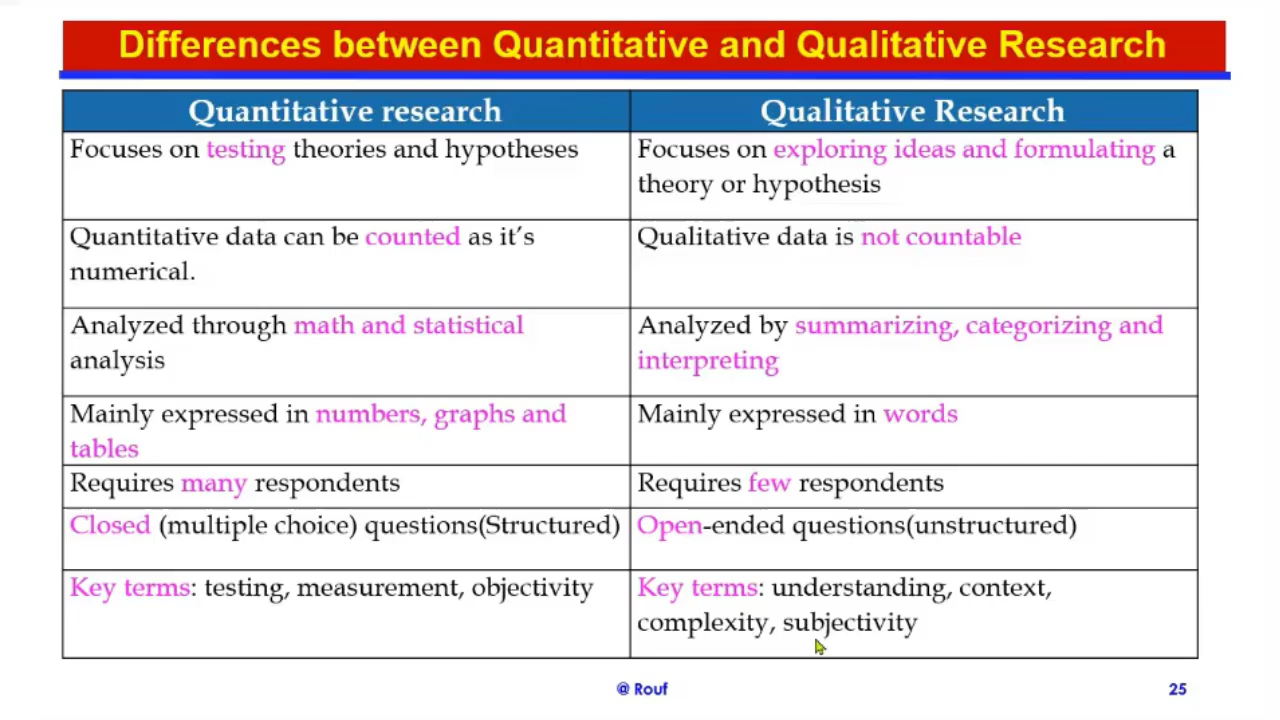 Differences between Quantitative and Qualitative Research
Quantitative research
Qualitative Research
Focuses on testing theories and hypotheses
Focuses on exploring ideas and formulating a
theory or hypothesis
Quantitative data can be counted as it's
numerical.
Qualitative data is not countable
Analyzed through math and statistical
analysis
Analyzed by summarizing, categorizing and
interpreting
Mainly expressed in numbers, graphs and
tables
Mainly expressed in words
Requires many respondents
Requires few respondents
Closed (multiple choice) questions(Structured)
Open-ended questions(unstructured)
Key terms: testing, measurement, objectivity
Key terms: understanding, context,
complexity, subjectivity
@ Rouf
25